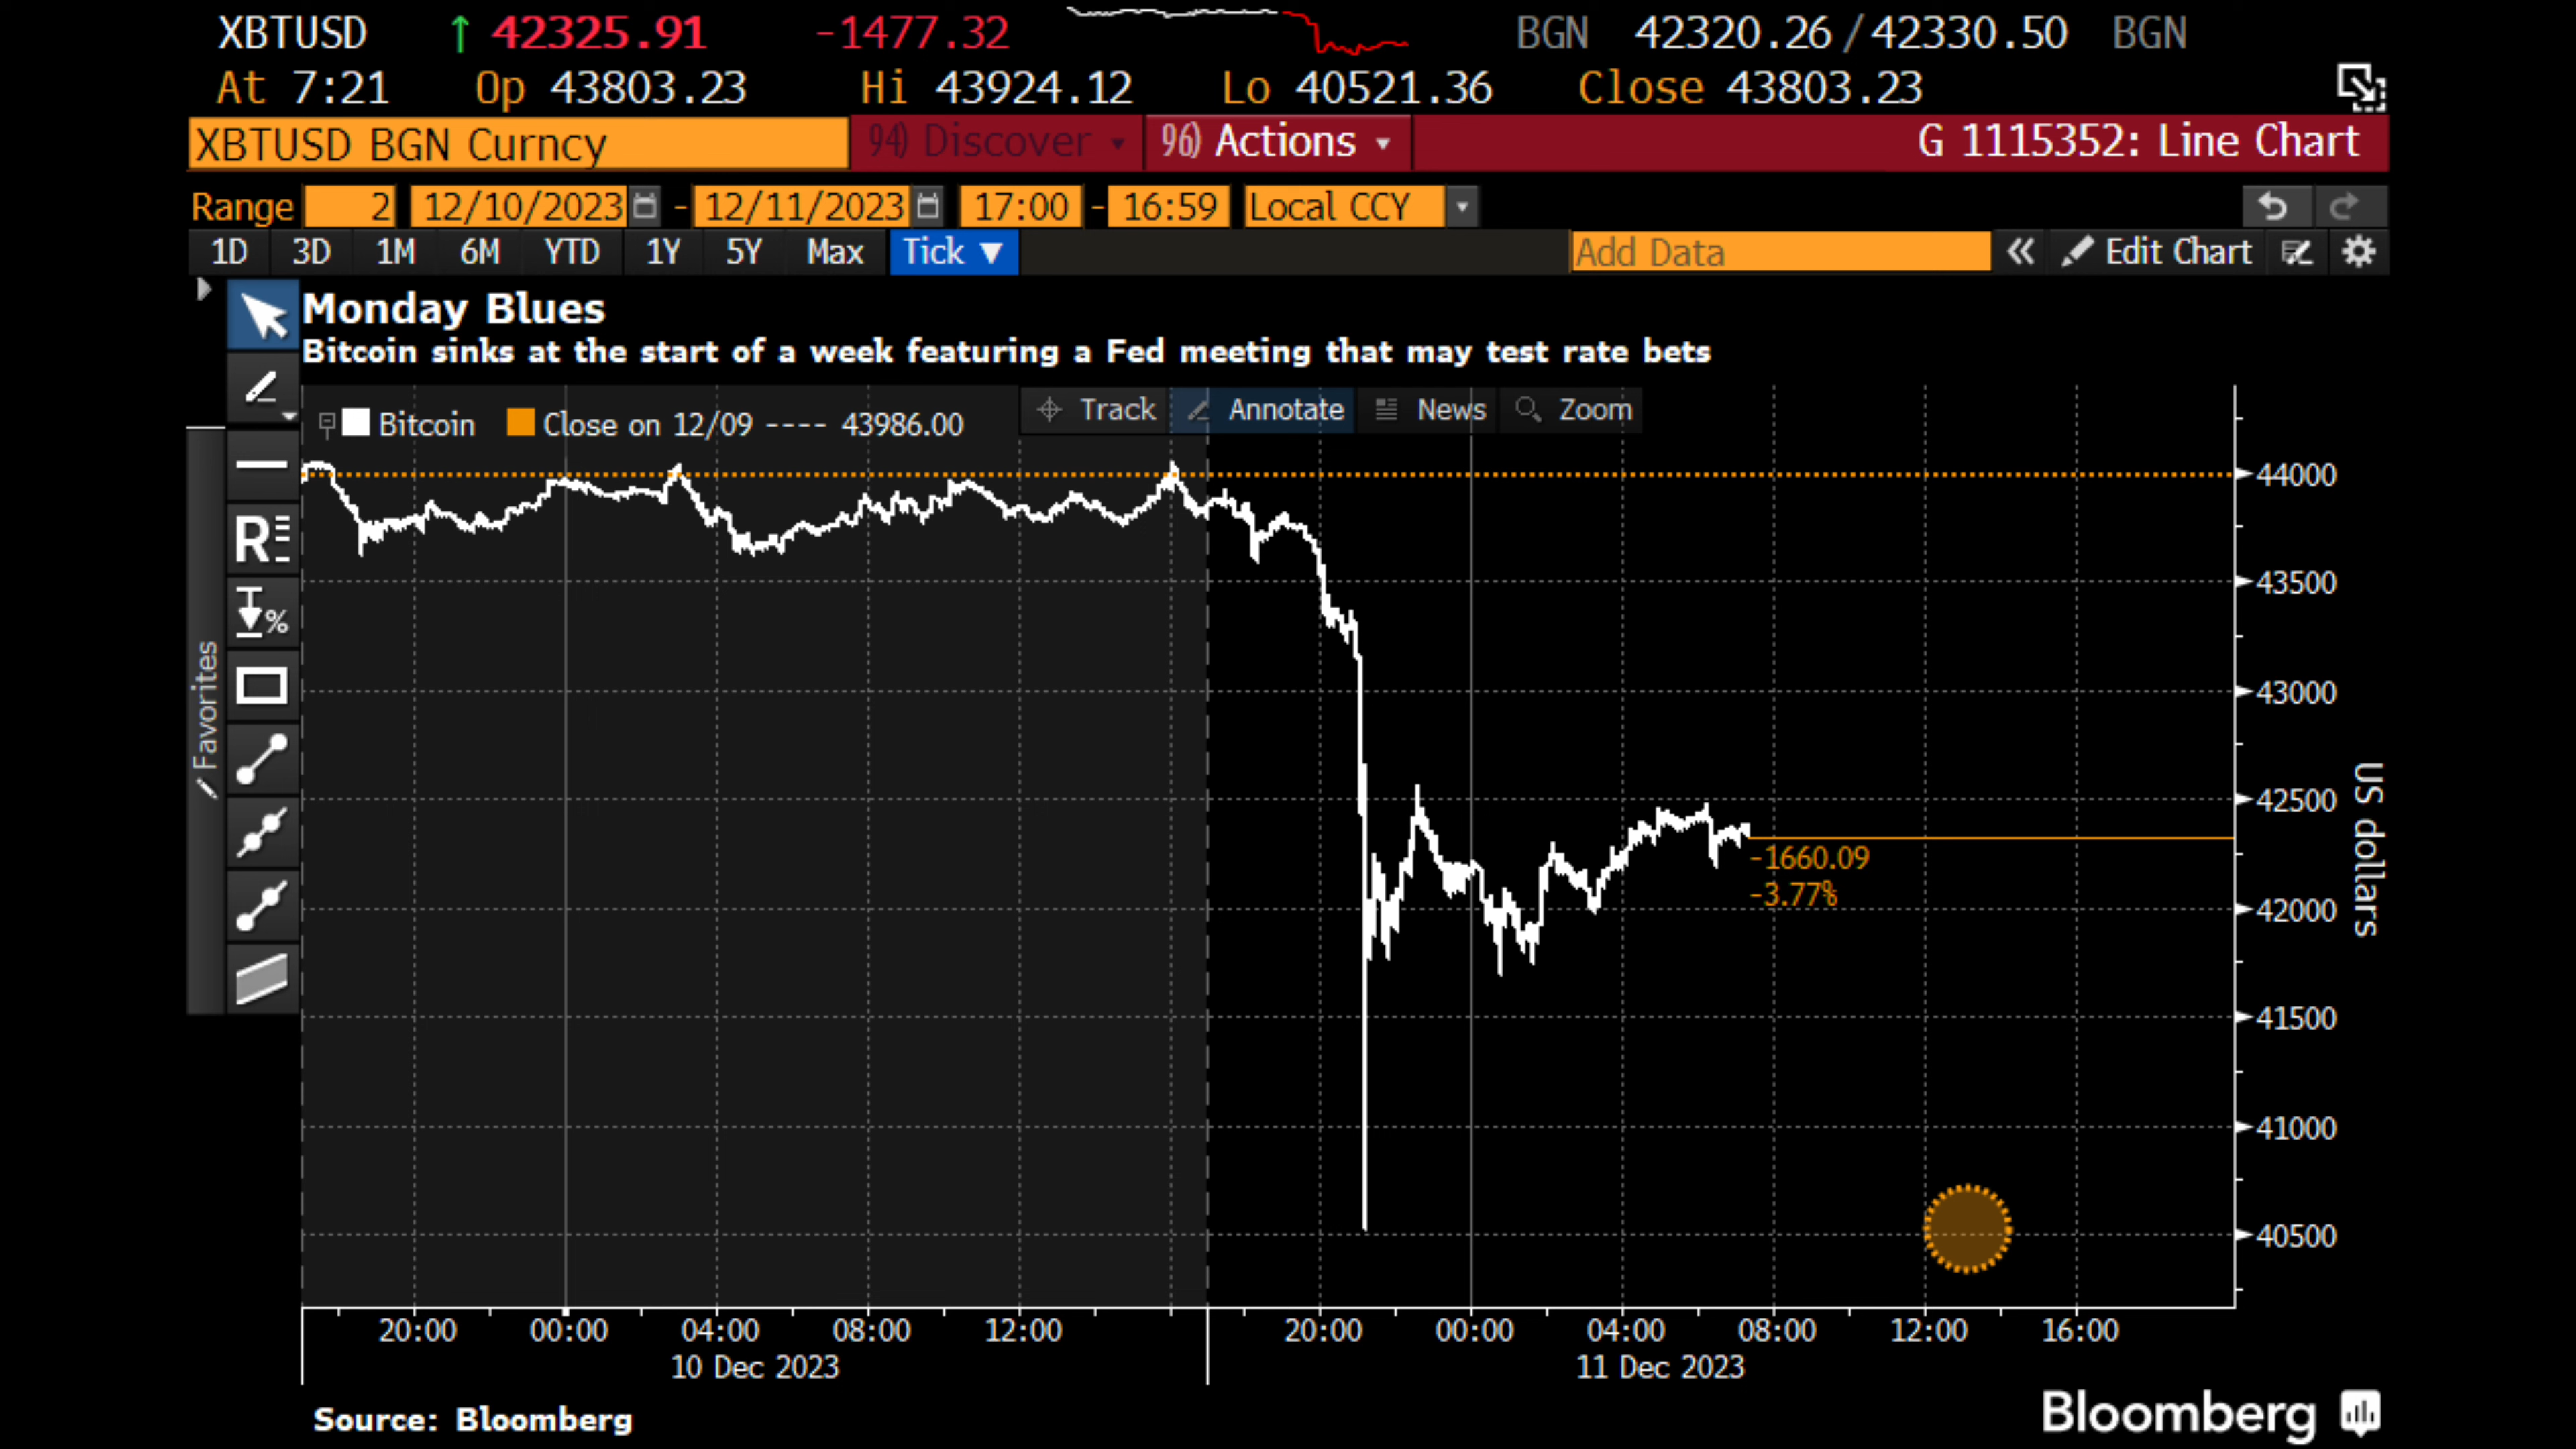 XBTUSD ↑ 42325.91 -1477.32 BGN 42320.26/42330.50 BGN
At 7:21 Op 43803.23 Hi 43924.12 Lo 40521.36 Close 43803.23
XBTUSD BGN Curncy 94) Discover 96) Actions G 1115352: Line Chart
Range 2 12/10/2023 - 12/11/2023 17:00 - 16:59 Local CCY
1D 3D 1M 6M YTD 1Y 5Y Max Tick ▼ Add Data « Edit Chart
Monday Blues
Bitcoin sinks at the start of a week featuring a Fed meeting that may test rate bets
Track Annotate News Zoom
Bitcoin Close on 12/09 ---- 43986.00
R
%
Favorites
44000
43500
43000
42500
42000
41500
41000
40500
US dollars
-1660.09
-3.77%
20:00 00:00 04:00 08:00 12:00 20:00 00:00 04:00 08:00 12:00 16:00
10 Dec 2023 11 Dec 2023
Source: Bloomberg
Bloomberg